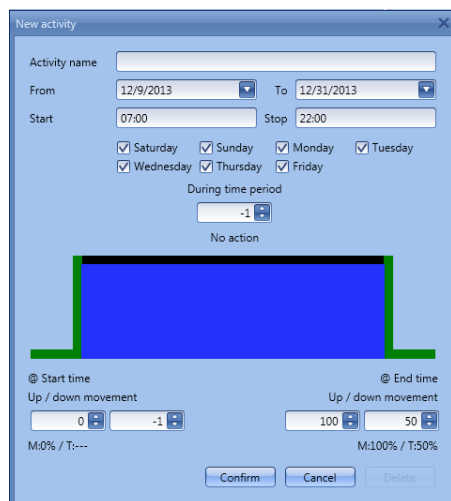 New activity
Activity name
From 12/9/2013 To 12/31/2013
Start 07:00 Stop 22:00
Saturday Sunday Monday Tuesday
Wednesday Thursday Friday
During time period
-1
No action
@ Start time @ End time
Up / down movement Up / down movement
0 -1 100 50
M:0% / T:--- M:100% / T:50%
Confirm Cancel Delete